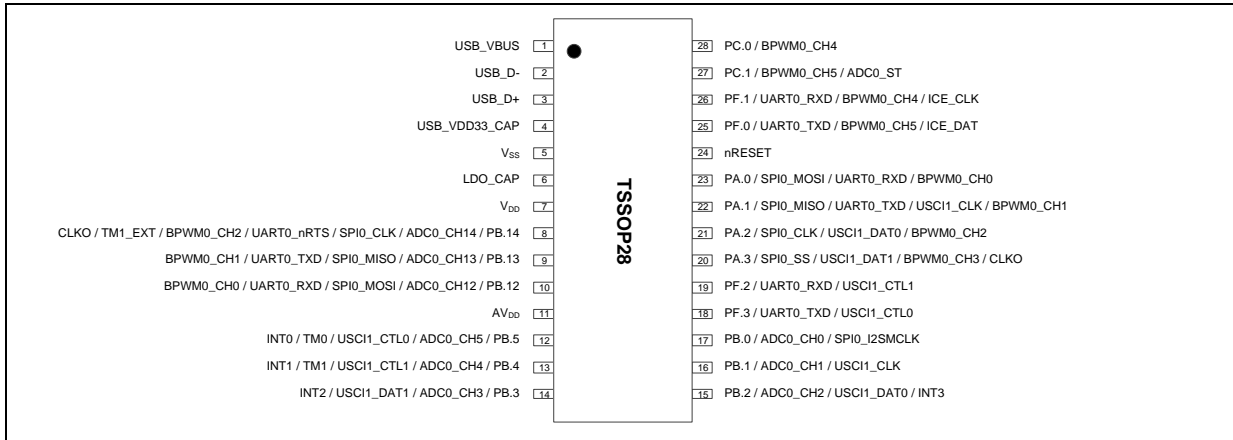 USB_VBUS 1
USB_D- 2
USB_D+ 3
USB_VDD33_CAP 4
VSS 5
LDO_CAP 6
VDD 7
CLKO / TM1_EXT / BPWM0_CH2 / UART0_nRTS / SPI0_CLK / ADC0_CH14 / PB.14 8
BPWM0_CH1 / UART0_TXD / SPI0_MISO / ADC0_CH13 / PB.13 9
BPWM0_CH0 / UART0_RXD / SPI0_MOSI / ADC0_CH12 / PB.12 10
AVDD 11
INT0 / TM0 / USCI1_CTL0 / ADC0_CH5 / PB.5 12
INT1 / TM1 / USCI1_CTL1 / ADC0_CH4 / PB.4 13
INT2 / USCI1_DAT1 / ADC0_CH3 / PB.3 14
TSSOP28
28 PC.0 / BPWM0_CH4
27 PC.1 / BPWM0_CH5 / ADC0_ST
26 PF.1 / UART0_RXD / BPWM0_CH4 / ICE_CLK
25 PF.0 / UART0_TXD / BPWM0_CH5 / ICE_DAT
24 nRESET
23 PA.0 / SPI0_MOSI / UART0_RXD / BPWM0_CH0
22 PA.1 / SPI0_MISO / UART0_TXD / USCI1_CLK / BPWM0_CH1
21 PA.2 / SPI0_CLK / USCI1_DAT0 / BPWM0_CH2
20 PA.3 / SPI0_SS / USCI1_DAT1 / BPWM0_CH3 / CLKO
19 PF.2 / UART0_RXD / USCI1_CTL1
18 PF.3 / UART0_TXD / USCI1_CTL0
17 PB.0 / ADC0_CH0 / SPI0_I2SMCLK
16 PB.1 / ADC0_CH1 / USCI1_CLK
15 PB.2 / ADC0_CH2 / USCI1_DAT0 / INT3